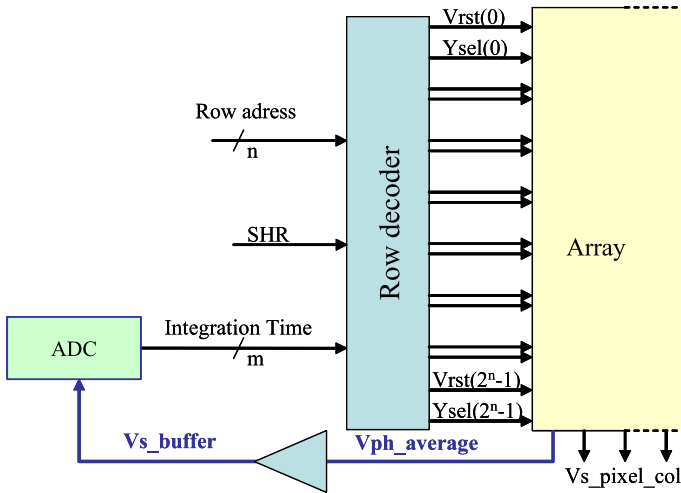 Vrst(0)
Ysel(0)
Row adress
n
SHR
Integration Time
m
ADC
Row decoder
Array
Vrst(2ⁿ-1)
Ysel(2ⁿ-1)
Vs_buffer
Vph_average
Vs_pixel_col